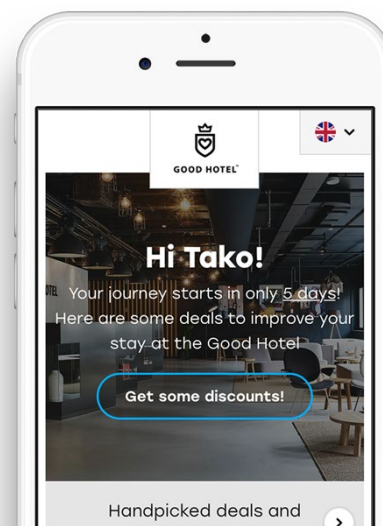 GOOD HOTEL
Hi Tako!
Your journey starts in only 5 days!
Here are some deals to improve your
stay at the Good Hotel
Get some discounts!
Handpicked deals and